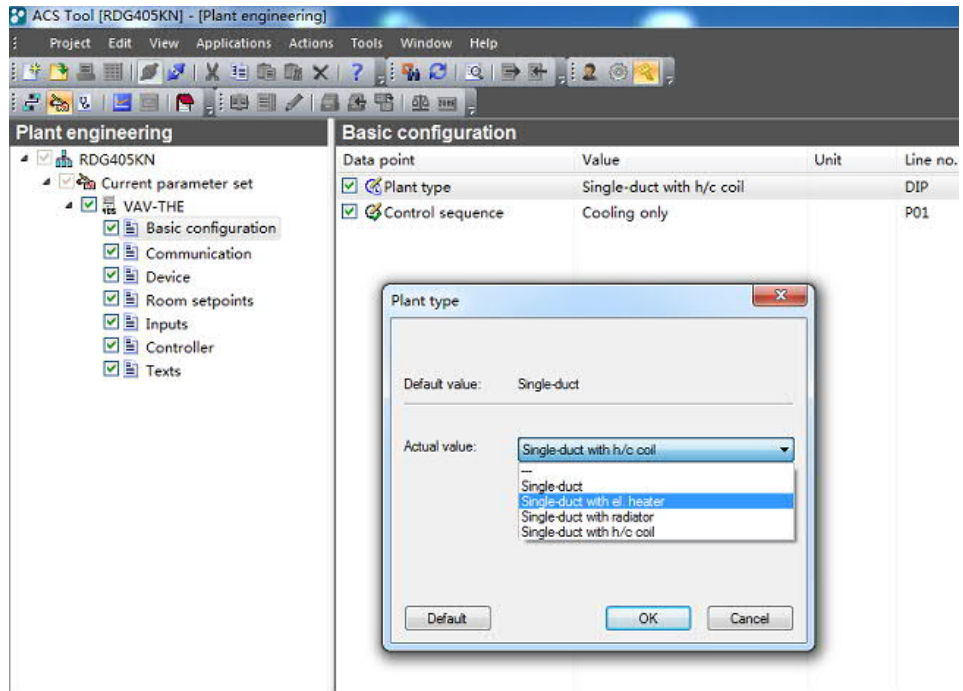 ACS Tool [RDG405KN] - [Plant engineering]
Project Edit View Applications Actions Tools Window Help
Plant engineering
RDG405KN
Current parameter set
VAV-THE
Basic configuration
Communication
Device
Room setpoints
Inputs
Controller
Texts
Basic configuration
Data point Value Unit Line no.
Plant type Single-duct with h/c coil DIP
Control sequence Cooling only P01
Plant type
Default value: Single-duct
Actual value: Single-duct with h/c coil
---
Single-duct
Single-duct with el. heater
Single-duct with radiator
Single-duct with h/c coil
Default OK Cancel